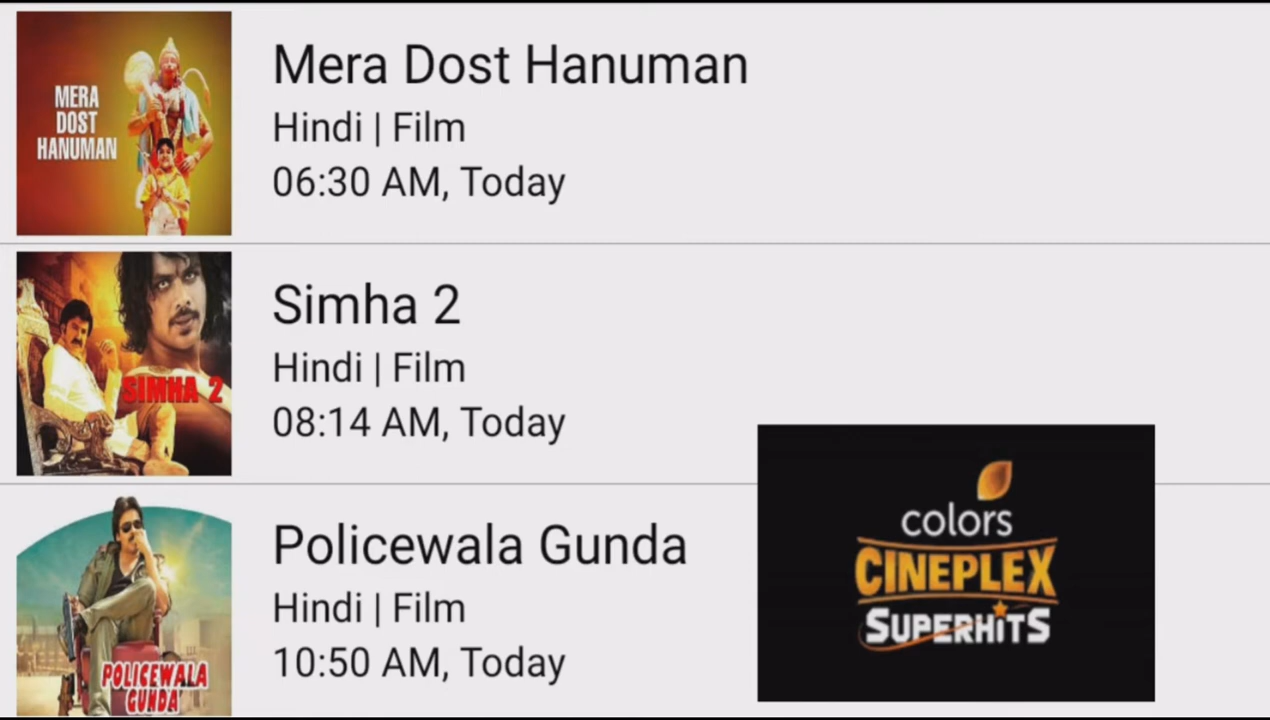 MERA
DOST
HANUMAN
Mera Dost Hanuman
Hindi | Film
06:30 AM, Today
SIMHA 2
Simha 2
Hindi | Film
08:14 AM, Today
POLICEWALA
GUNDA
Policewala Gunda
Hindi | Film
10:50 AM, Today
colors
CINEPLEX
SUPERHITS